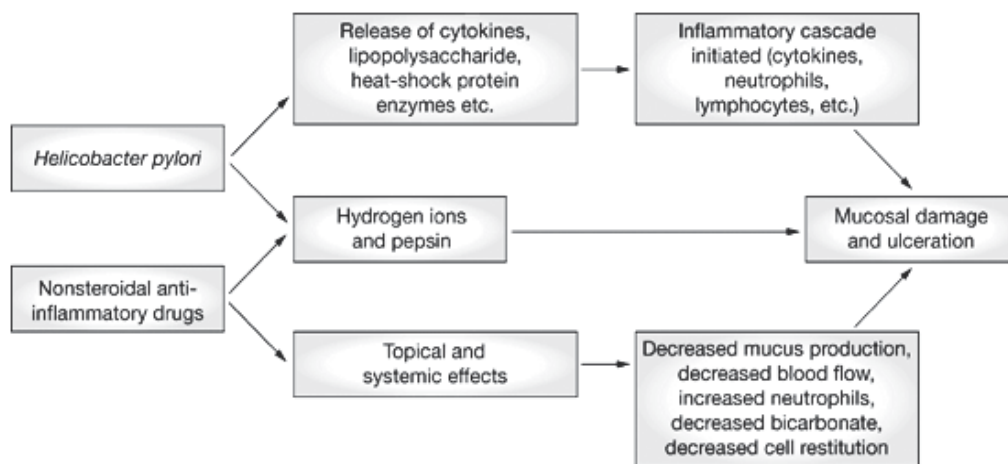 Release of cytokines,
lipopolysaccharide,
heat-shock protein
enzymes etc.
Inflammatory cascade
initiated (cytokines,
neutrophils,
lymphocytes, etc.)
Helicobacter pylori
Hydrogen ions
and pepsin
Mucosal damage
and ulceration
Nonsteroidal anti-
inflammatory drugs
Topical and
systemic effects
Decreased mucus production,
decreased blood flow,
increased neutrophils,
decreased bicarbonate,
decreased cell restitution